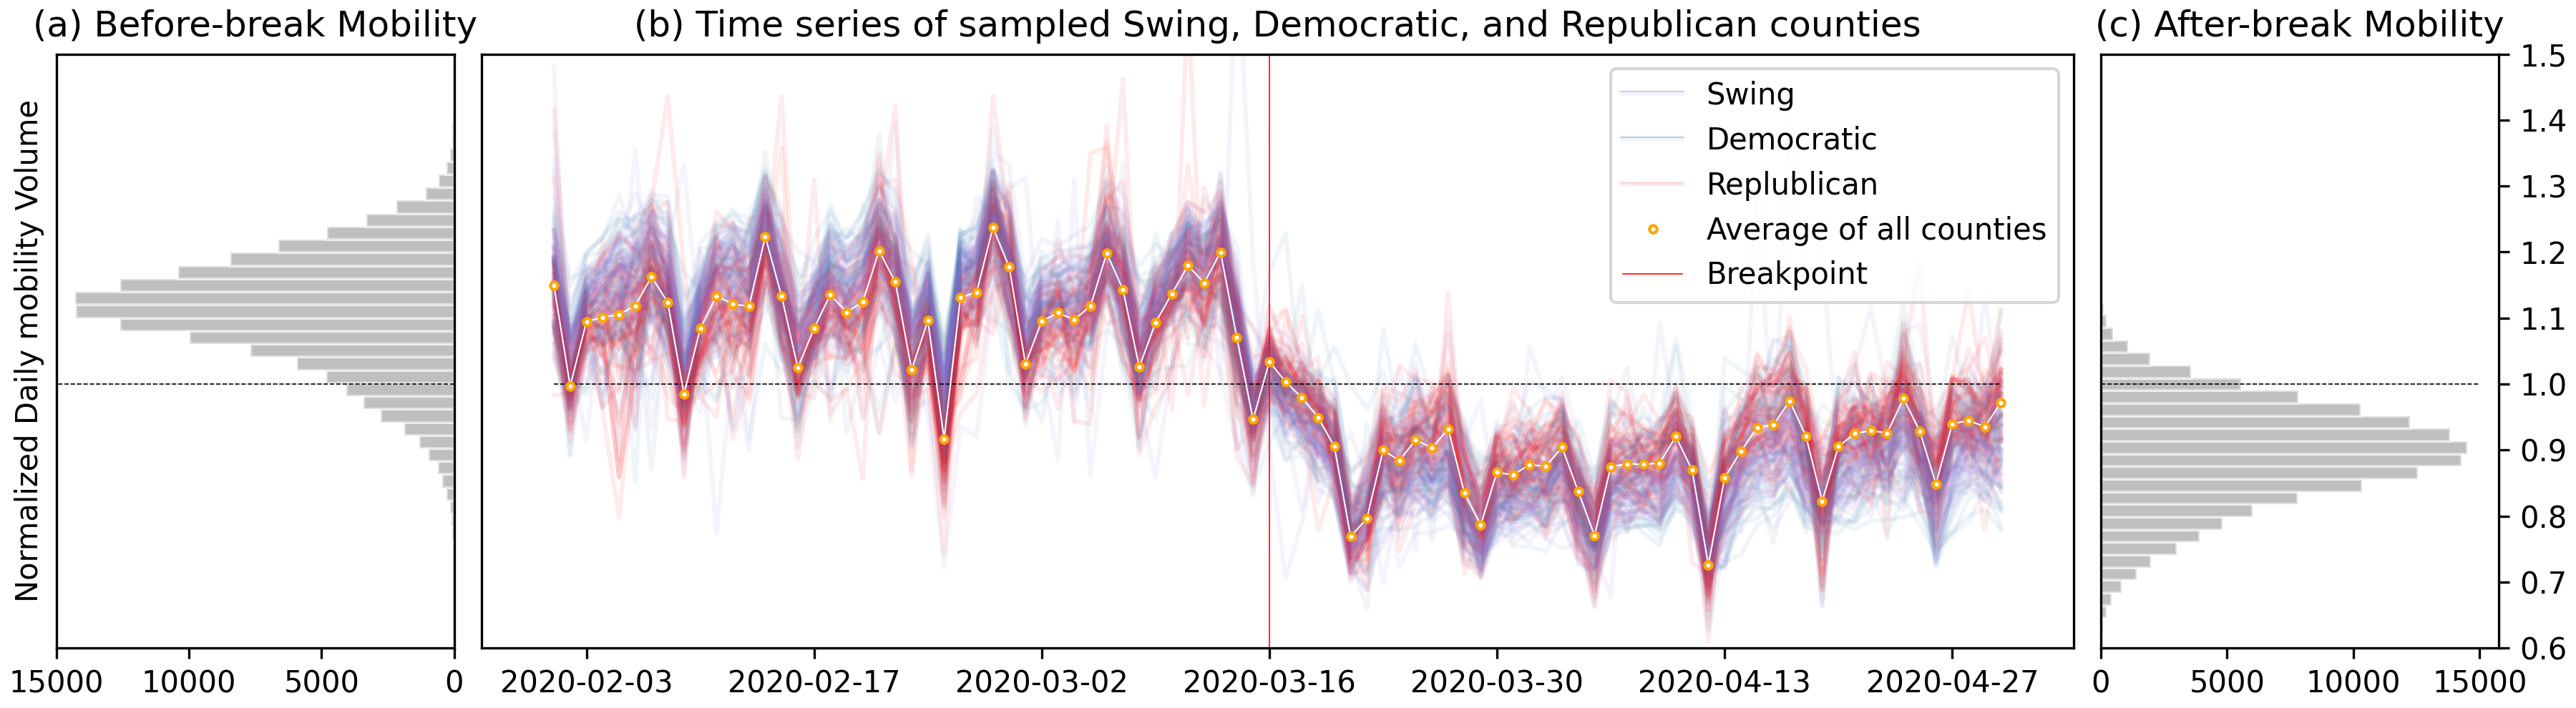 (a) Before-break Mobility
(b) Time series of sampled Swing, Democratic, and Republican counties
(c) After-break Mobility
Normalized Daily mobility Volume
15000 10000 5000 0
Swing
Democratic
Replublican
Average of all counties
Breakpoint
2020-02-03 2020-02-17 2020-03-02 2020-03-16 2020-03-30 2020-04-13 2020-04-27
1.5
1.4
1.3
1.2
1.1
1.0
0.9
0.8
0.7
0.6
0 5000 10000 15000